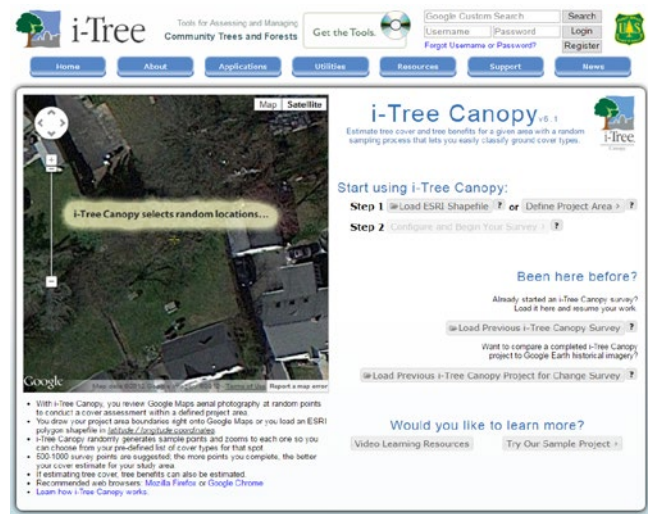 i-Tree
Tools for Assessing and Managing
Community Trees and Forests
Get the Tools.
Google Custom Search
Search
Username
Password
Login
Forgot Username or Password?
Register
Home
About
Applications
Utilities
Resources
Support
News
Map
Satellite
i-Tree Canopy selects random locations...
Google
Terms of Use
Report a map error
i-Tree Canopy v6.1
Estimate tree cover and tree benefits for a given area with a random
sampling process that lets you easily classify ground cover types.
i-Tree
Canopy
Start using i-Tree Canopy:
Step 1 Load ESRI Shapefile ? or Define Project Area › ?
Step 2 Configure and Begin Your Survey › ?
Been here before?
Already started an i-Tree Canopy survey?
Load it here and resume your work.
Load Previous i-Tree Canopy Survey ?
Want to compare a completed i-Tree Canopy
project to Google Earth historical imagery?
Load Previous i-Tree Canopy Project for Change Survey ?
Would you like to learn more?
Video Learning Resources
Try Our Sample Project ›
• With i-Tree Canopy, you review Google Maps aerial photography at random points
to conduct a cover assessment within a defined project area.
• You draw your project area boundaries right onto Google Maps or you load an ESRI
polygon shapefile in latitude / longitude coordinates.
• i-Tree Canopy randomly generates sample points and zooms to each one so you
can choose from your pre-defined list of cover types for that spot.
• 500-1000 survey points are suggested; the more points you complete, the better
your cover estimate for your study area.
• If estimating tree cover, tree benefits can also be estimated.
• Recommended web browsers: Mozilla Firefox or Google Chrome
• Learn how i-Tree Canopy works.